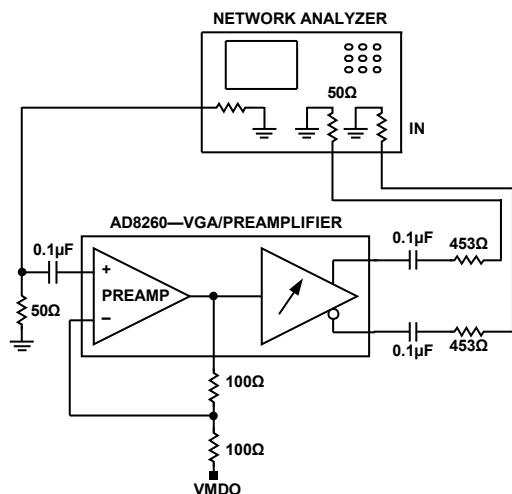 NETWORK ANALYZER
50Ω
IN
AD8260—VGA/PREAMPLIFIER
0.1µF
0.1µF
453Ω
+
PREAMP
–
50Ω
0.1µF
453Ω
100Ω
100Ω
VMDO